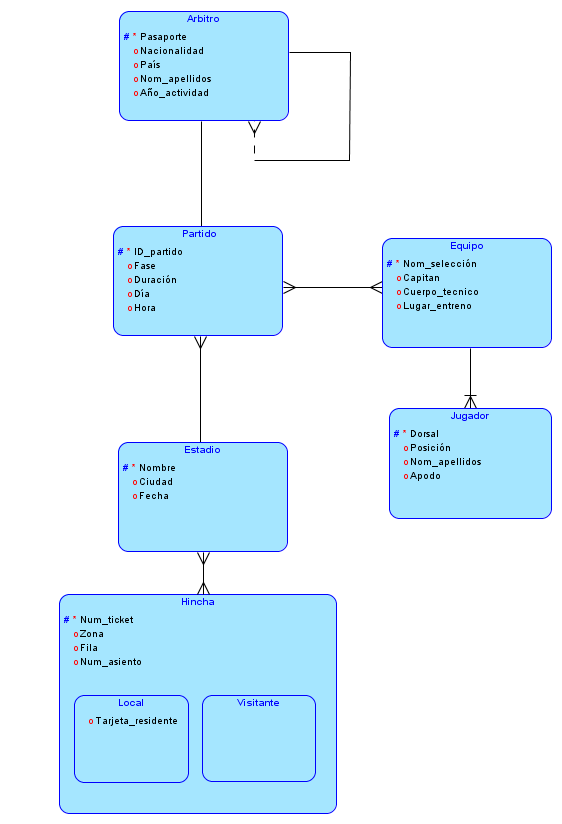 Arbitro
# * Pasaporte
o Nacionalidad
o País
o Nom_apellidos
o Año_actividad
Partido
# * ID_partido
o Fase
o Duración
o Día
o Hora
Equipo
# * Nom_selección
o Capitan
o Cuerpo_tecnico
o Lugar_entreno
Jugador
# * Dorsal
o Posición
o Nom_apellidos
o Apodo
Estadio
# * Nombre
o Ciudad
o Fecha
Hincha
# * Num_ticket
o Zona
o Fila
o Num_asiento
Local
o Tarjeta_residente
Visitante